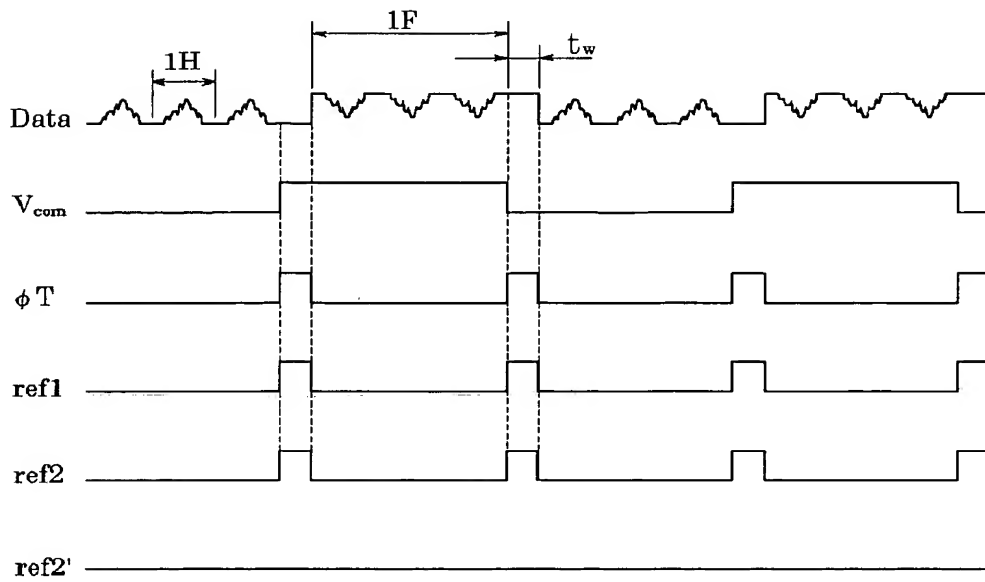 1F
tw
1H
Data
Vcom
ϕT
ref1
ref2
ref2'